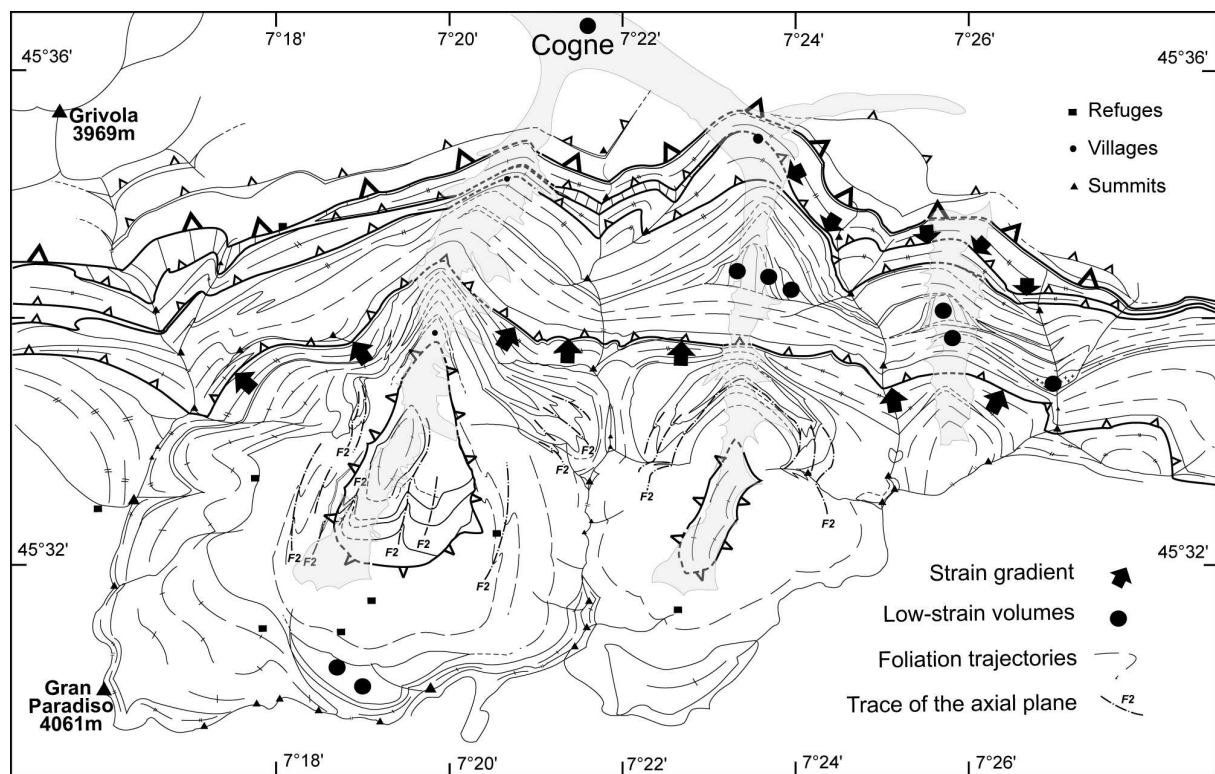 7°18'
7°20'
7°22'
7°24'
7°26'
Cogne
45°36'
45°36'
Grivola
3969m
Refuges
Villages
Summits
F2
F2
F2
F2
F2
F2
F2
F2
F2
F2
F2
F2
45°32'
45°32'
Strain gradient
Low-strain volumes
Foliation trajectories
Trace of the axial plane
F2
Gran
Paradiso
4061m
7°18'
7°20'
7°22'
7°24'
7°26'